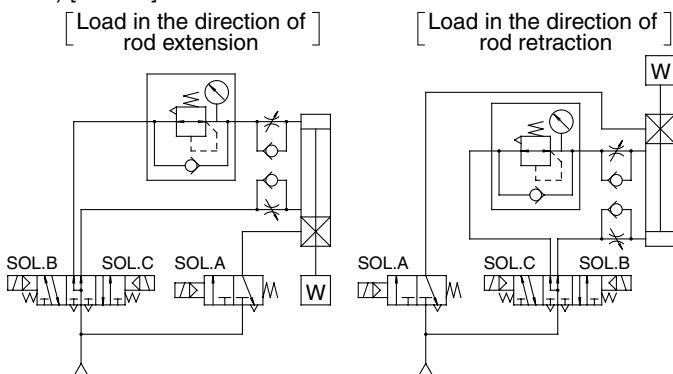 Load in the direction of
rod extension
Load in the direction of
rod retraction
W
SOL.B
SOL.C
SOL.A
W
SOL.A
SOL.C
SOL.B